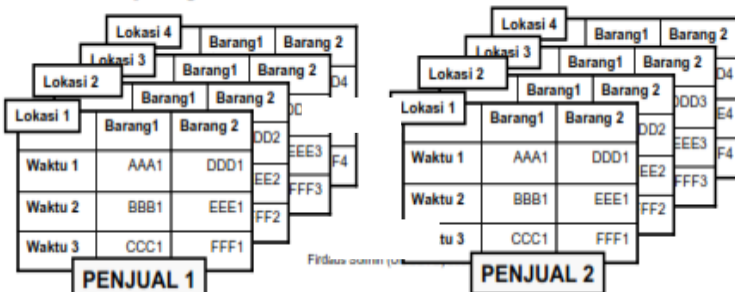 Lokasi 4 Barang1 Barang 2
Lokasi 3 Barang1 Barang 2 D4
Lokasi 2 Barang1 Barang 2
Lokasi 1 Barang1 Barang 2 DD2 EEE3 F4
Waktu 1 AAA1 DDD1 EE2 FFF3
Waktu 2 BBB1 EEE1 FF2
Waktu 3 CCC1 FFF1
PENJUAL 1
Lokasi 4 Barang1 Barang 2
Lokasi 3 Barang1 Barang 2 D4
Lokasi 2 Barang1 Barang 2 DDD3 E4
Lokasi 1 Barang1 Barang 2 DD2 EEE3 F4
Waktu 1 AAA1 DDD1 EE2 FFF3
Waktu 2 BBB1 EEE1 FF2
tu 3 CCC1 FFF1
PENJUAL 2